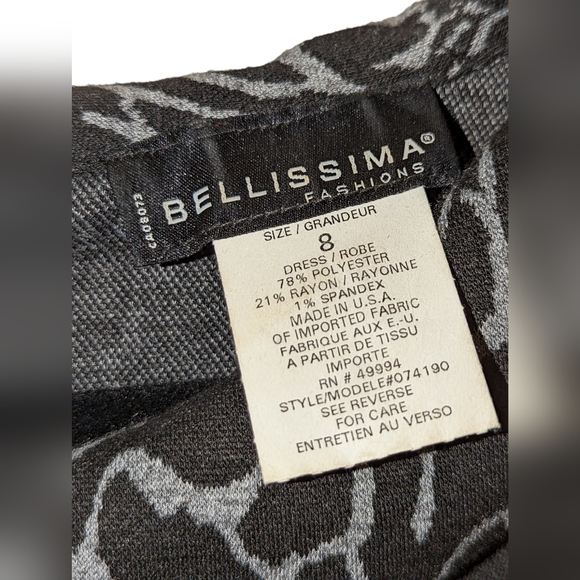 BELLISSIMA®
FASHIONS
CA08073
SIZE / GRANDEUR
8
DRESS / ROBE
78% POLYESTER
21% RAYON / RAYONNE
1% SPANDEX
MADE IN U.S.A.
OF IMPORTED FABRIC
FABRIQUE AUX E.-U.
A PARTIR DE TISSU
IMPORTE
RN # 49994
STYLE/MODELE#074190
SEE REVERSE
FOR CARE
ENTRETIEN AU VERSO